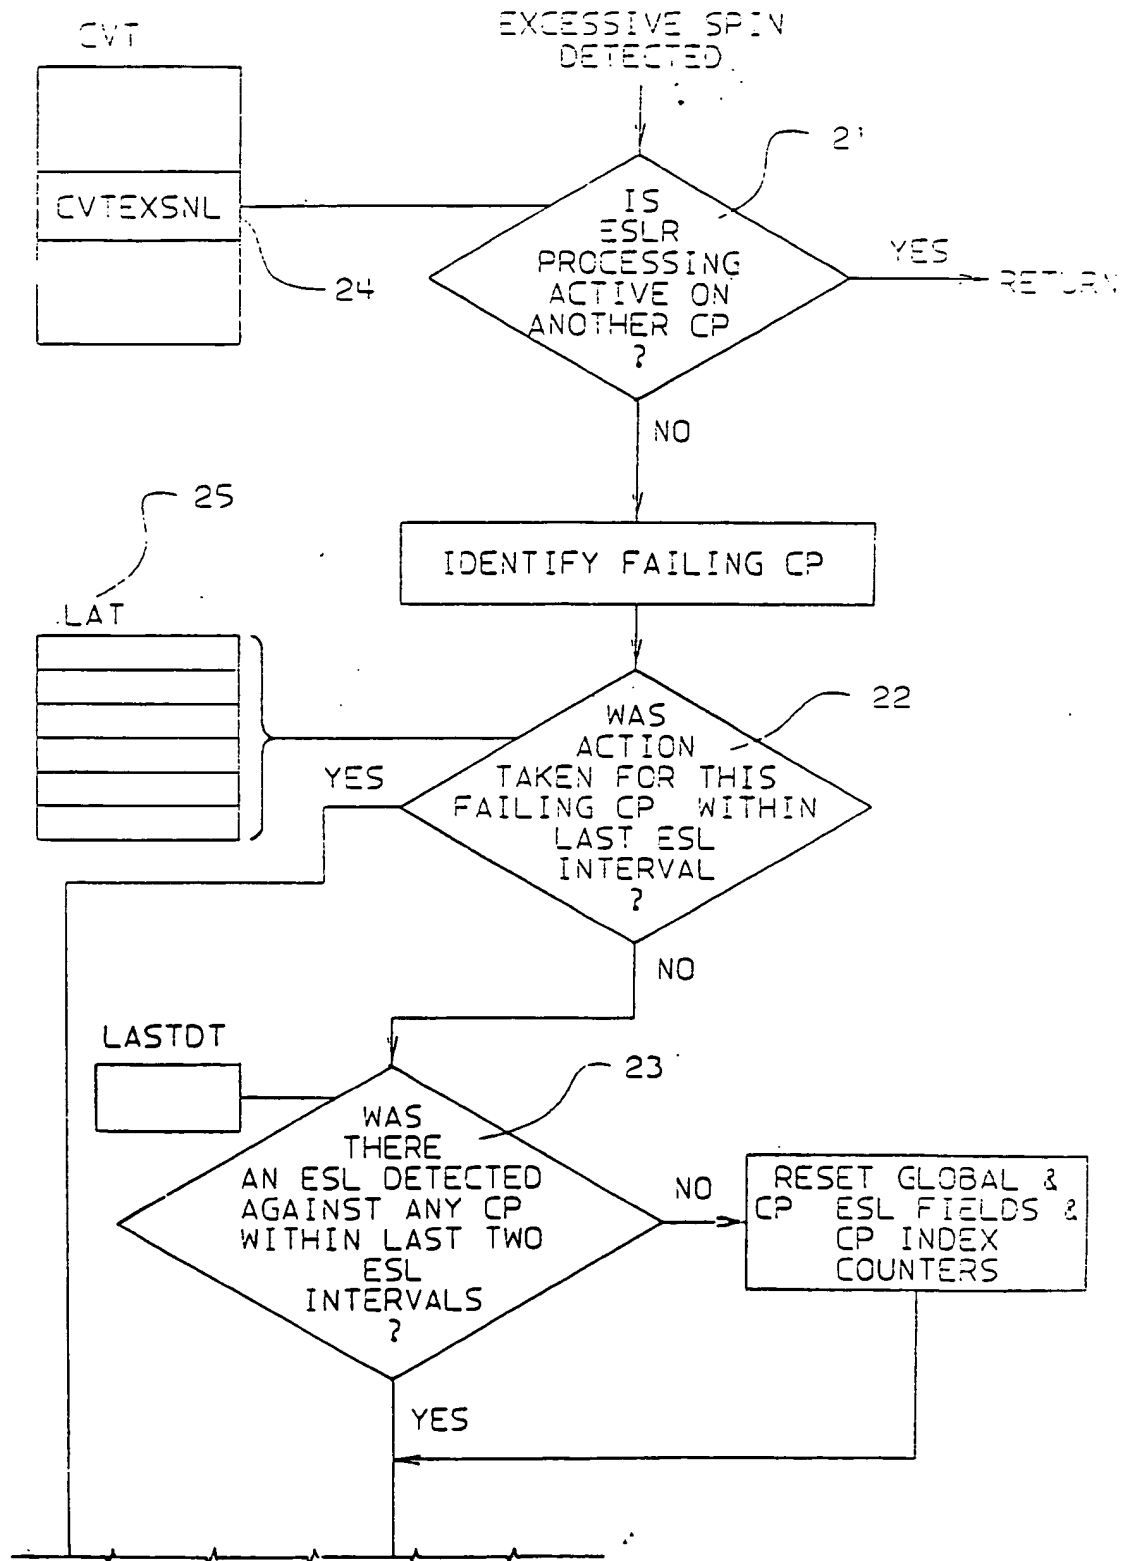 CVT
EXCESSIVE SPIN
DETECTED
21
CVTEXSNL
24
IS
ESLR
PROCESSING
ACTIVE ON
ANOTHER CP
?
YES
RETURN
NO
25
IDENTIFY FAILING CP
LAT
22
WAS
ACTION
TAKEN FOR THIS
FAILING CP WITHIN
LAST ESL
INTERVAL
?
YES
NO
LASTDT
23
WAS
THERE
AN ESL DETECTED
AGAINST ANY CP
WITHIN LAST TWO
ESL
INTERVALS
?
NO
RESET GLOBAL &
CP ESL FIELDS &
CP INDEX
COUNTERS
YES